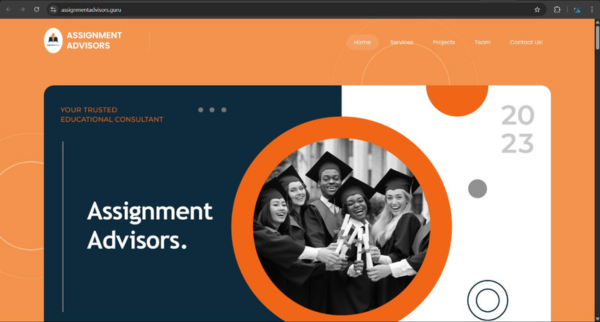 assignmentadvisors.guru
ASSIGNMENT
ADVISORS
Home
Services
Projects
Team
Contact Us!
YOUR TRUSTED
EDUCATIONAL CONSULTANT
20
23
Assignment
Advisors.